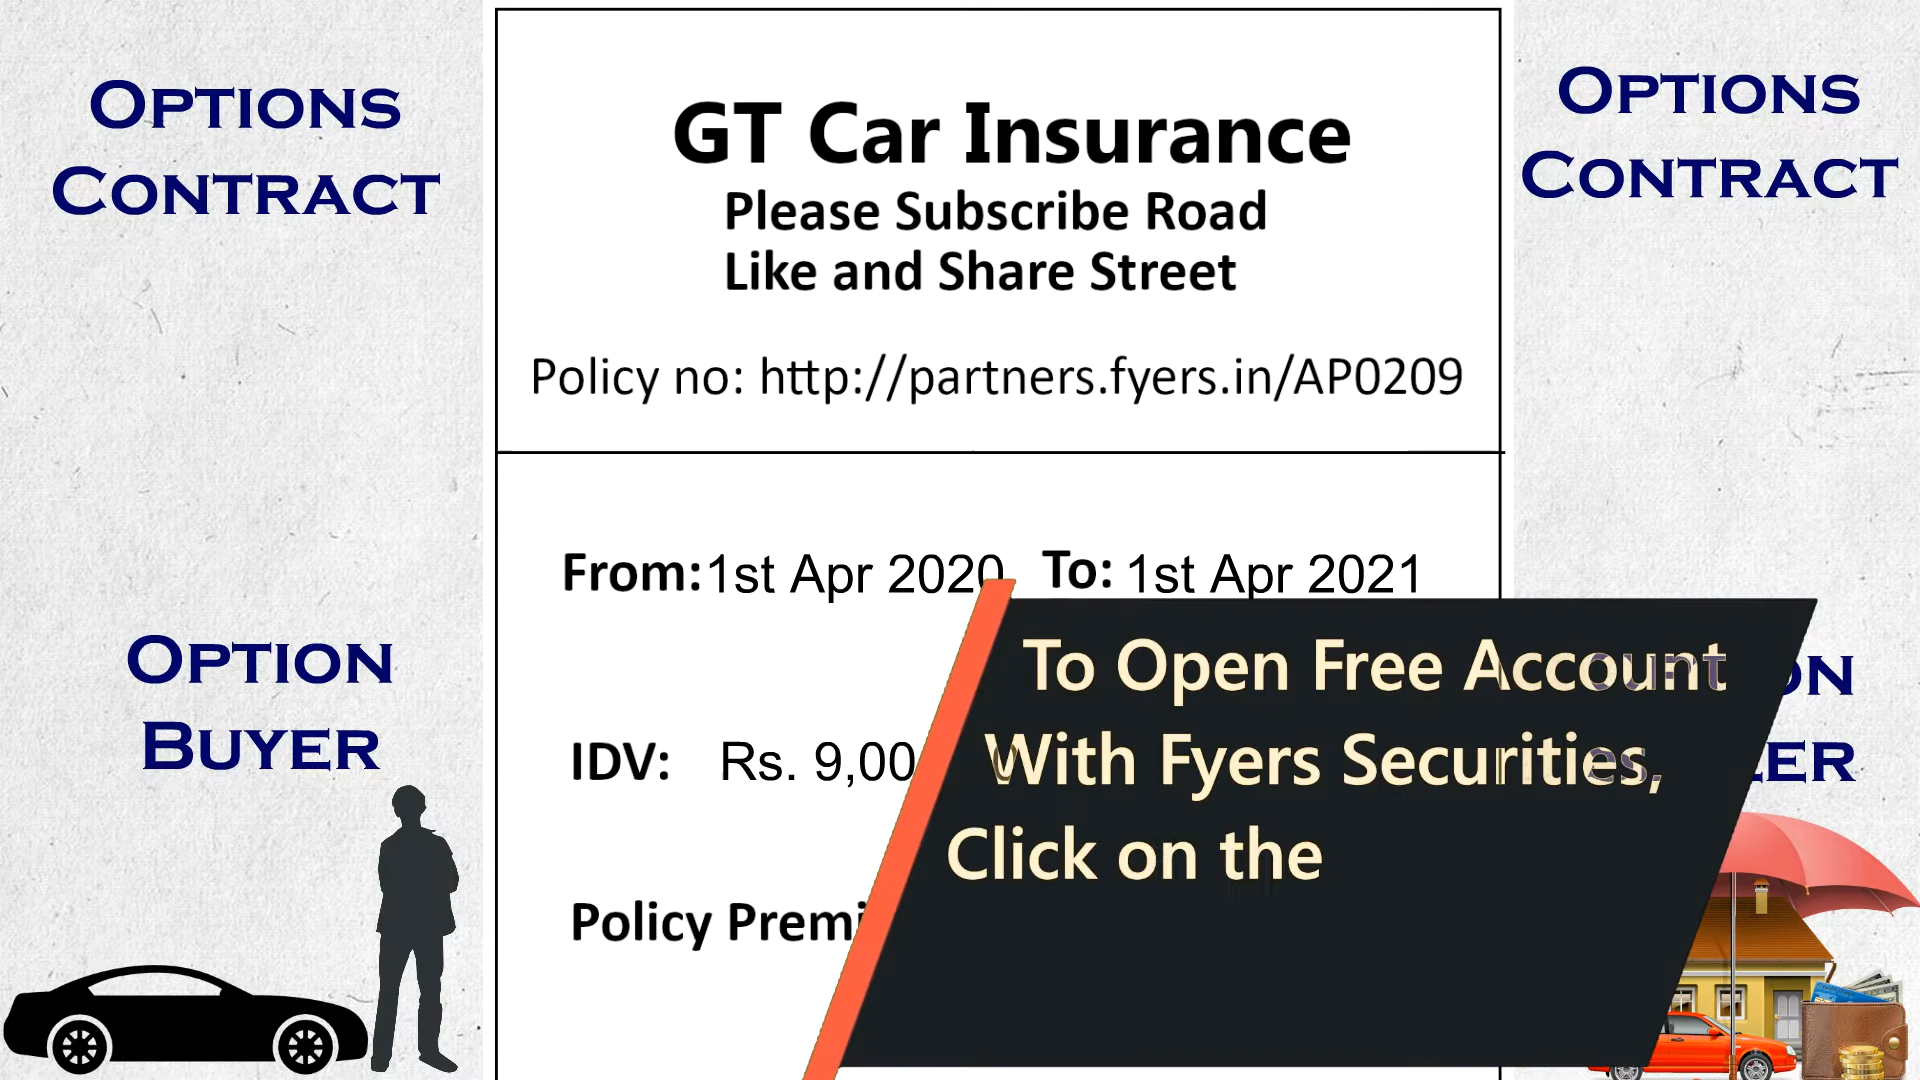 OPTIONS
CONTRACT
OPTION
BUYER
GT Car Insurance
Please Subscribe Road
Like and Share Street
Policy no: http://partners.fyers.in/AP0209
From: 1st Apr 2020 To: 1st Apr 2021
IDV: Rs. 9,00
Policy Premi
To Open Free Account
With Fyers Securities,
Click on the
OPTIONS
CONTRACT
ON
ER